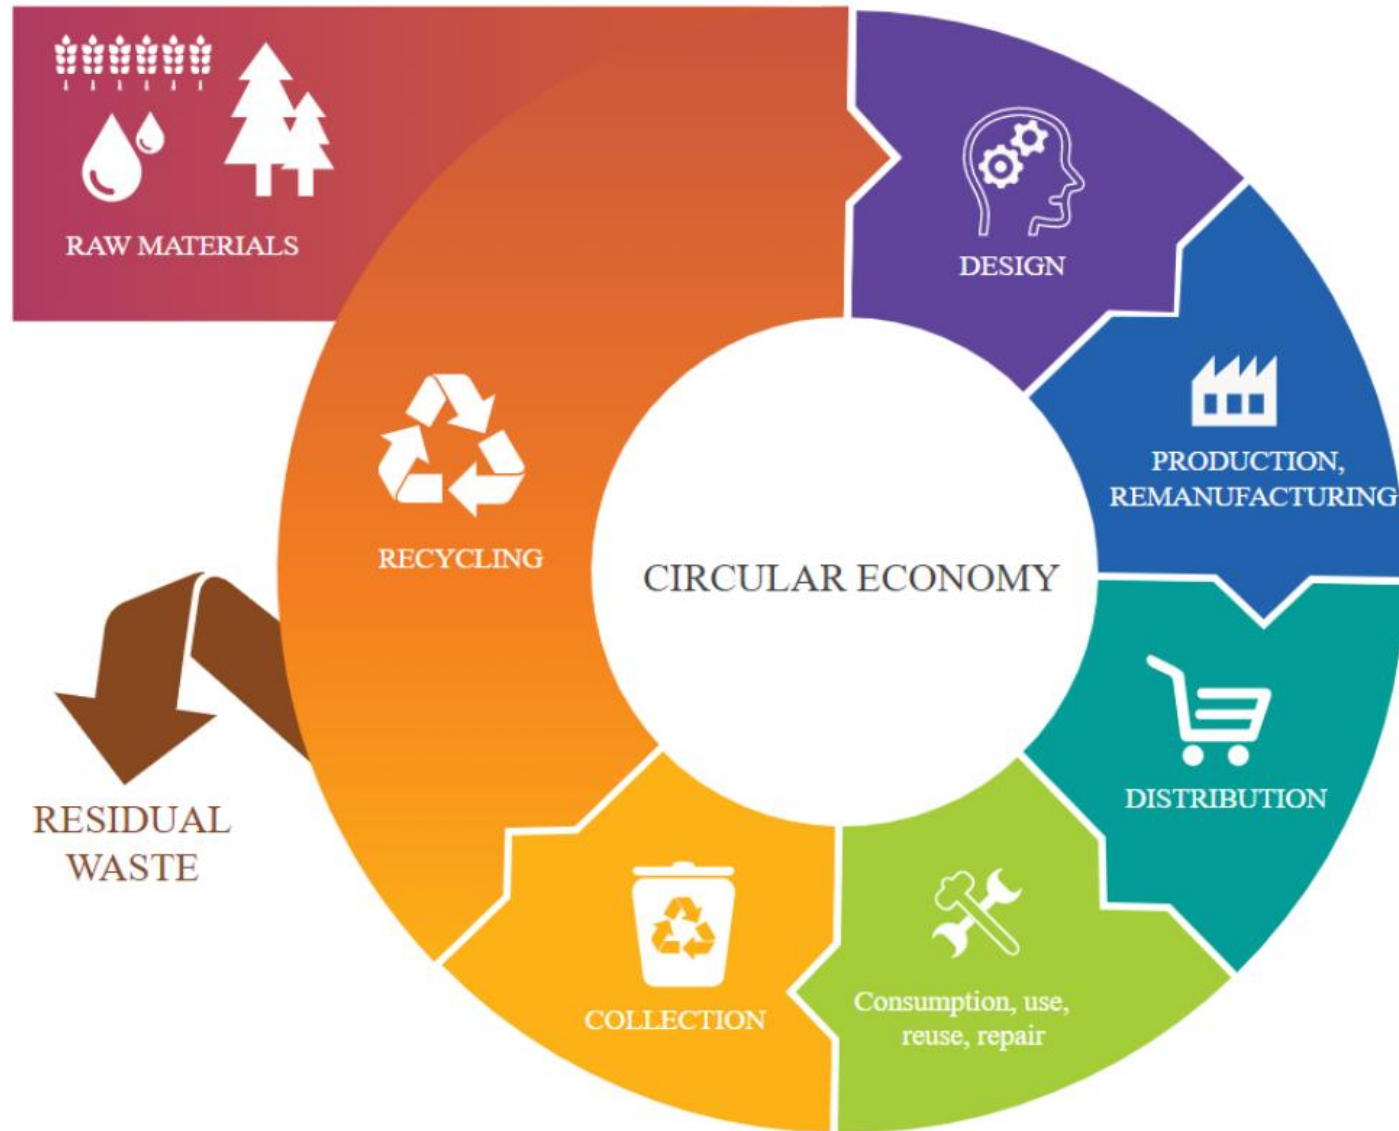 RAW MATERIALS
DESIGN
PRODUCTION,
REMANUFACTURING
RECYCLING
CIRCULAR ECONOMY
DISTRIBUTION
RESIDUAL
WASTE
COLLECTION
Consumption, use,
reuse, repair